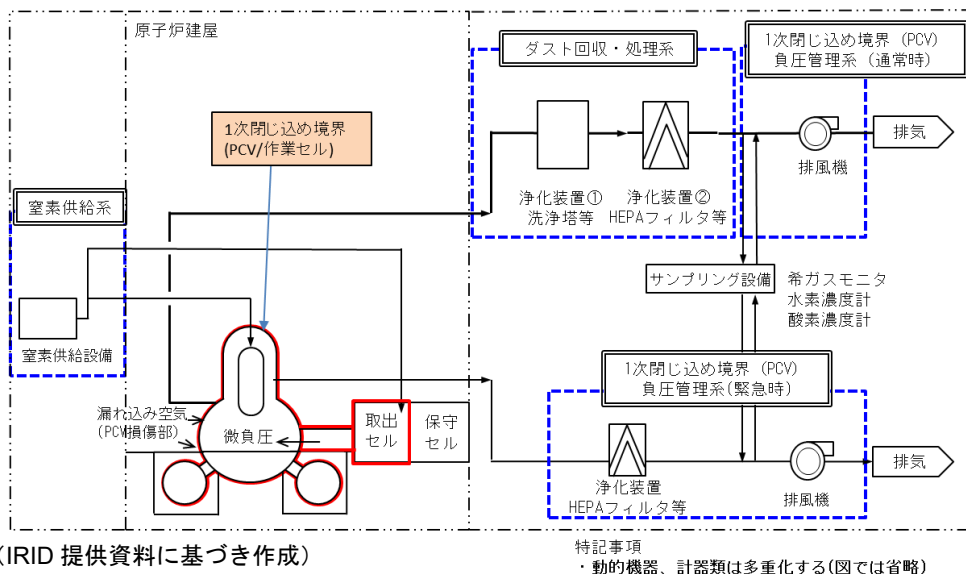 原子炉建屋
ダスト回収・処理系
1次閉じ込め境界（PCV）
負圧管理系（通常時）
1次閉じ込め境界
(PCV/作業セル)
排気
排風機
浄化装置①
洗浄塔等
浄化装置②
HEPAフィルタ等
窒素供給系
サンプリング設備
希ガスモニタ
水素濃度計
酸素濃度計
窒素供給設備
1次閉じ込め境界（PCV）
負圧管理系(緊急時)
漏れ込み空気
(PCV損傷部)
微負圧
取出
セル
保守
セル
排気
浄化装置
HEPAフィルタ等
排風機
（IRID 提供資料に基づき作成）
特記事項
・動的機器、計器類は多重化する(図では省略)